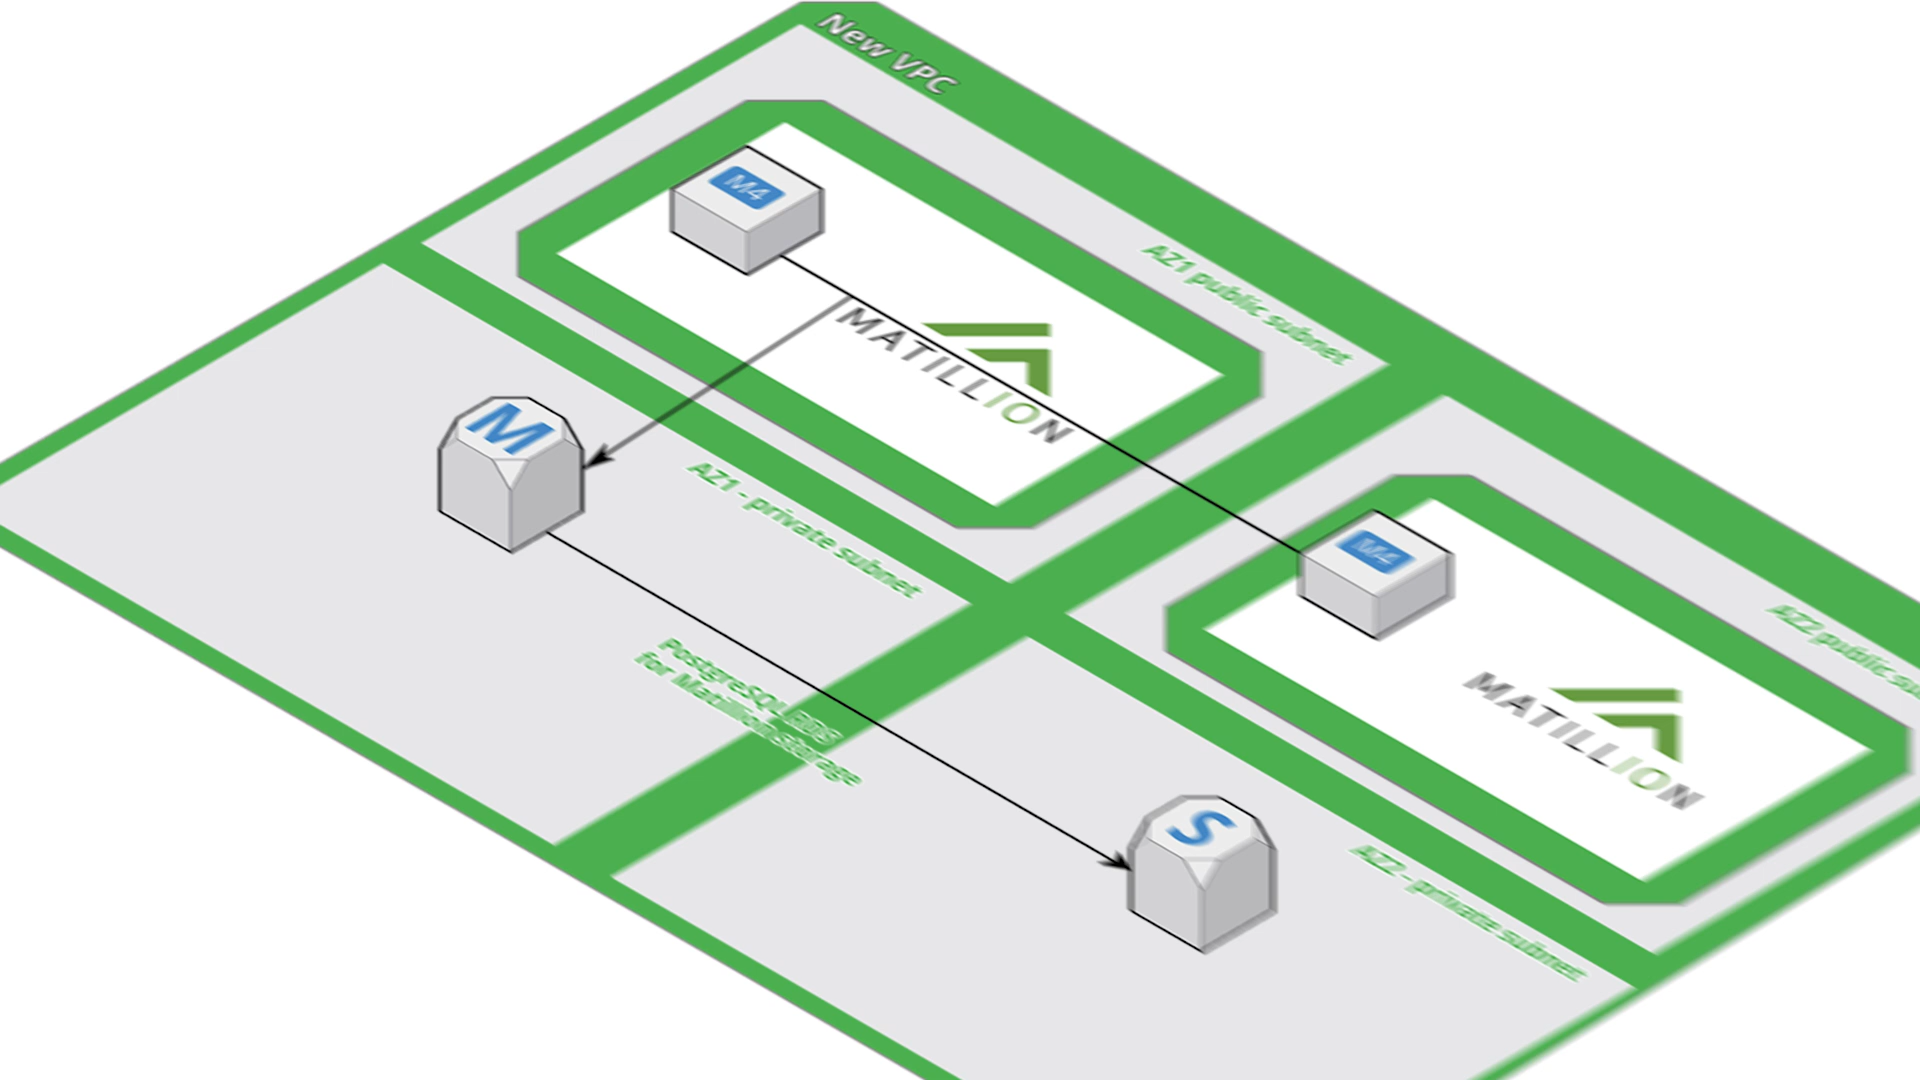 New VPC
M4
AZ1 public subnet
MATILLION
M
AZ1 - private subnet
M4
AZ2 public
MATILLION
PostgreSQL RDS
for Matillion storage
S
AZ2 - private subnet